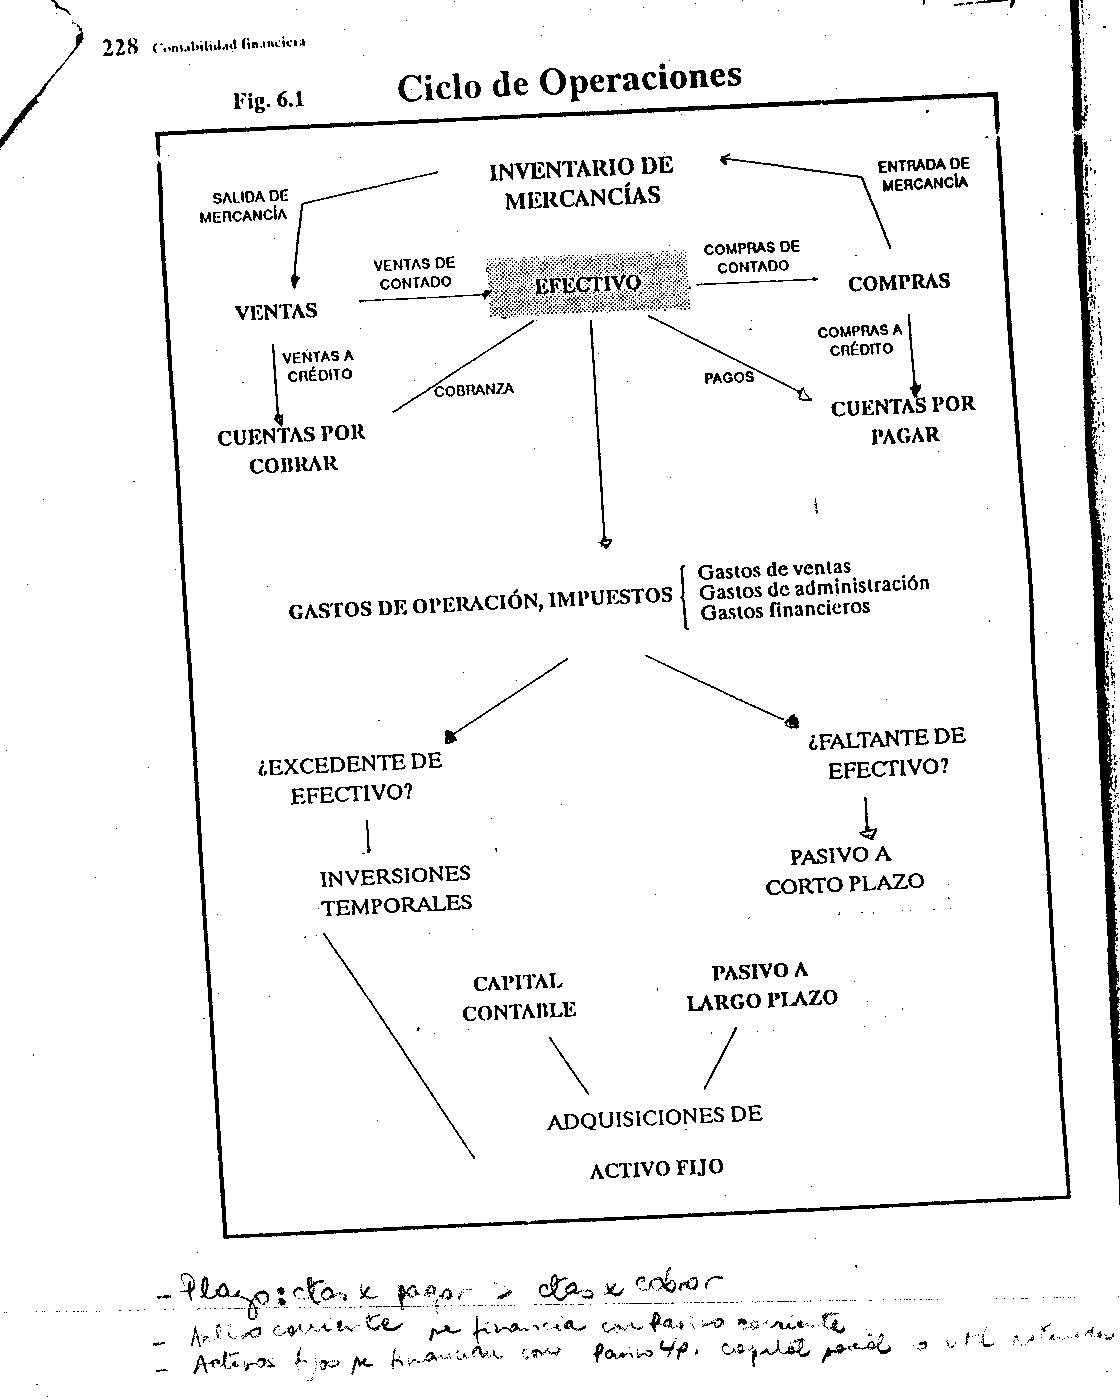 228 Contabilidad financiera
Fig. 6.1
Ciclo de Operaciones
INVENTARIO DE
MERCANCÍAS
ENTRADA DE
MERCANCÍA
SALIDA DE
MERCANCÍA
VENTAS DE
CONTADO
EFECTIVO
COMPRAS DE
CONTADO
COMPRAS
VENTAS
VENTAS A
CRÉDITO
COBRANZA
PAGOS
COMPRAS A
CRÉDITO
CUENTAS POR
COBRAR
CUENTAS POR
PAGAR
GASTOS DE OPERACIÓN, IMPUESTOS
Gastos de ventas
Gastos de administración
Gastos financieros
¿EXCEDENTE DE
EFECTIVO?
¿FALTANTE DE
EFECTIVO?
INVERSIONES
TEMPORALES
PASIVO A
CORTO PLAZO
CAPITAL
CONTABLE
PASIVO A
LARGO PLAZO
ADQUISICIONES DE
ACTIVO FIJO
- Plazo: ctas x pagar > ctas x cobrar
- Activo corriente se financia con Pasivo corriente
- Activos fijos se financian con Pasivo capital social o